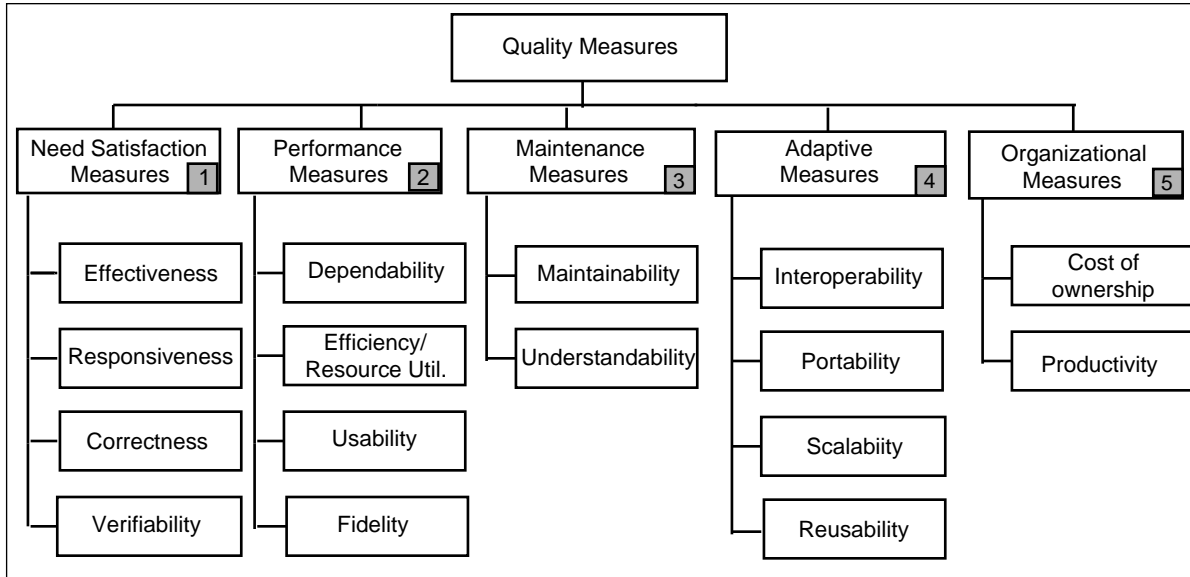 Quality Measures
Need Satisfaction
Measures
1
Performance
Measures
2
Maintenance
Measures
3
Adaptive
Measures
4
Organizational
Measures
5
Effectiveness
Responsiveness
Correctness
Verifiability
Dependability
Efficiency/
Resource Util.
Usability
Fidelity
Maintainability
Understandability
Interoperability
Portability
Scalabity
Reusability
Cost of
ownership
Productivity